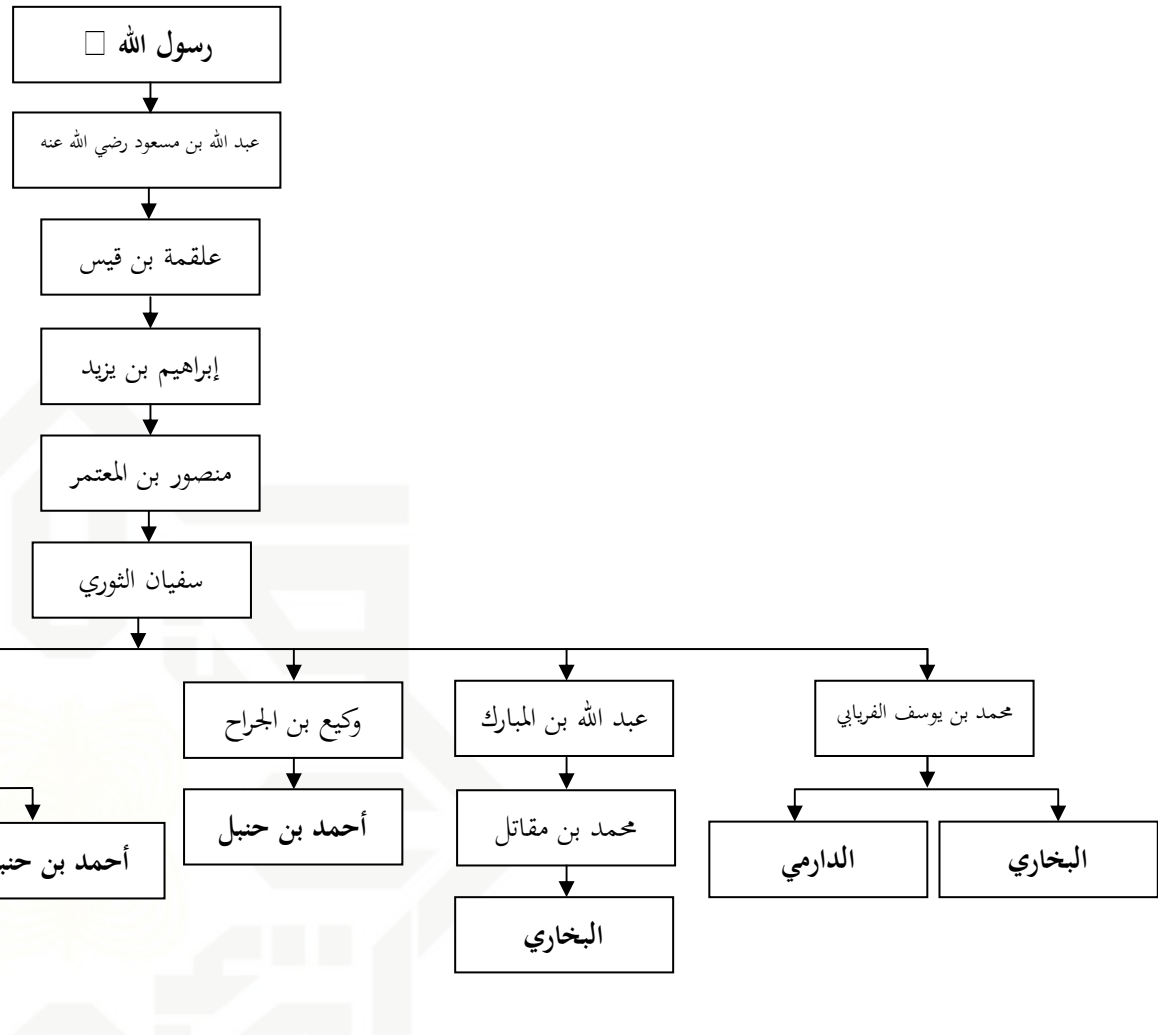 رسول الله □
عبد الله بن مسعود رضي الله عنه
علقمة بن قيس
إبراهيم بن يزيد
منصور بن المعتمر
سفيان الثوري
محمد بن يوسف الفريابي
عبد الله بن المبارك
وكيع بن الجراح
البخاري
الدارمي
محمد بن مقاتل
البخاري
أحمد بن حنبل
أحمد بن